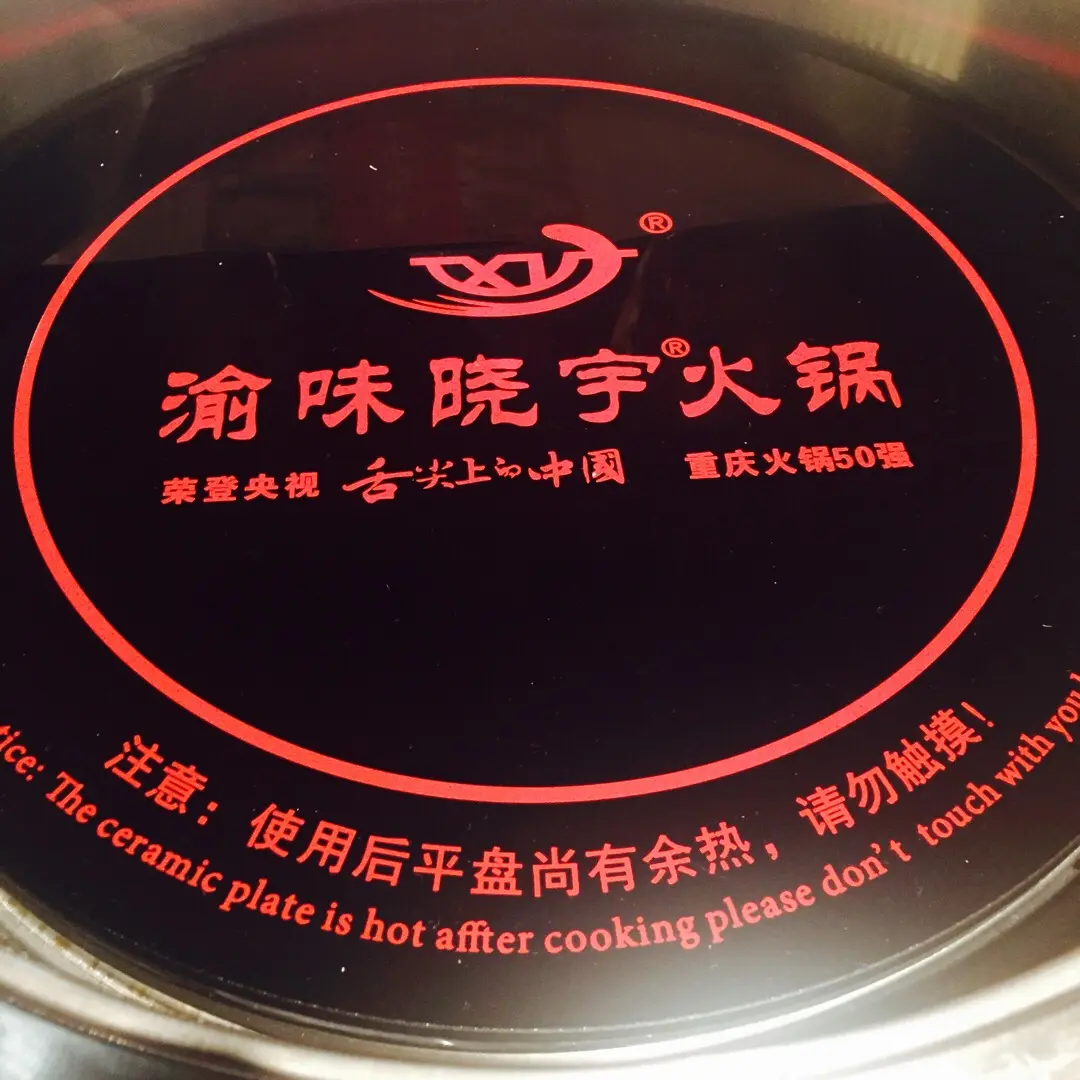 XY ®
渝味晓宇®火锅
荣登央视 舌尖上的中國 重庆火锅50强
注意：使用后平盘尚有余热，请勿触摸！
The ceramic plate is hot affter cooking please don't touch with